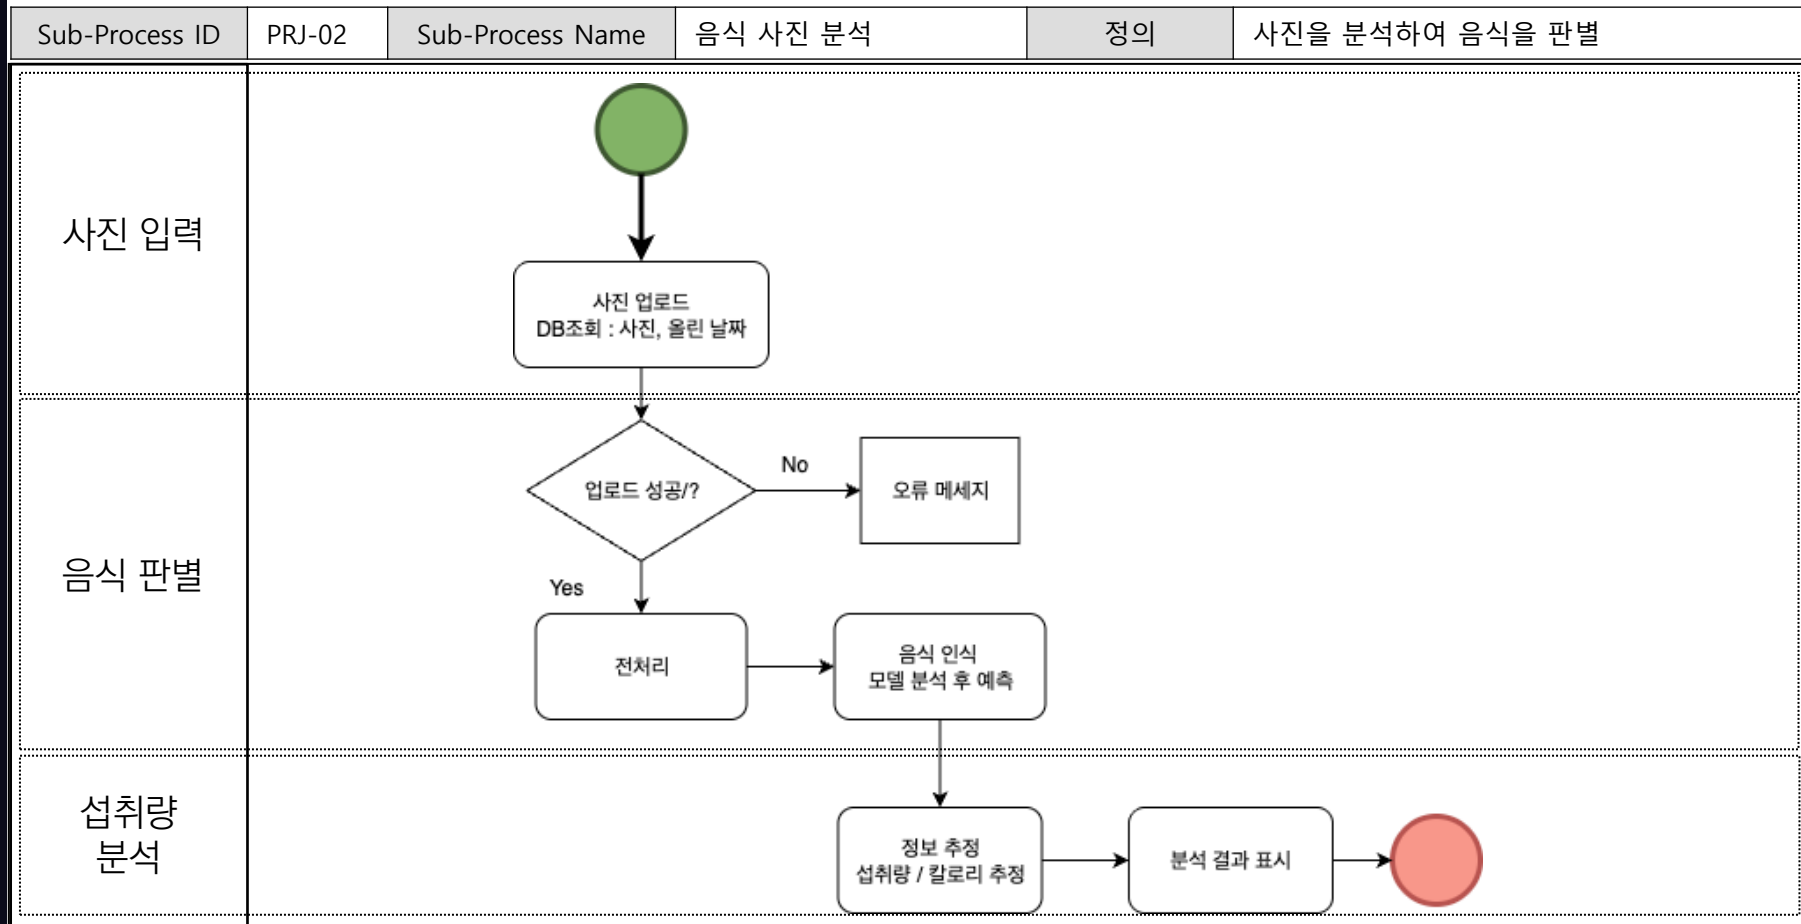 Sub-Process ID PRJ-02 Sub-Process Name 음식 사진 분석 정의 사진을 분석하여 음식을 판별
사진 입력
사진 업로드
DB조회 : 사진, 올린 날짜
음식 판별
업로드 성공/?
No
오류 메세지
Yes
전처리
음식 인식
모델 분석 후 예측
섭취량
분석
정보 추정
섭취량 / 칼로리 추정
분석 결과 표시